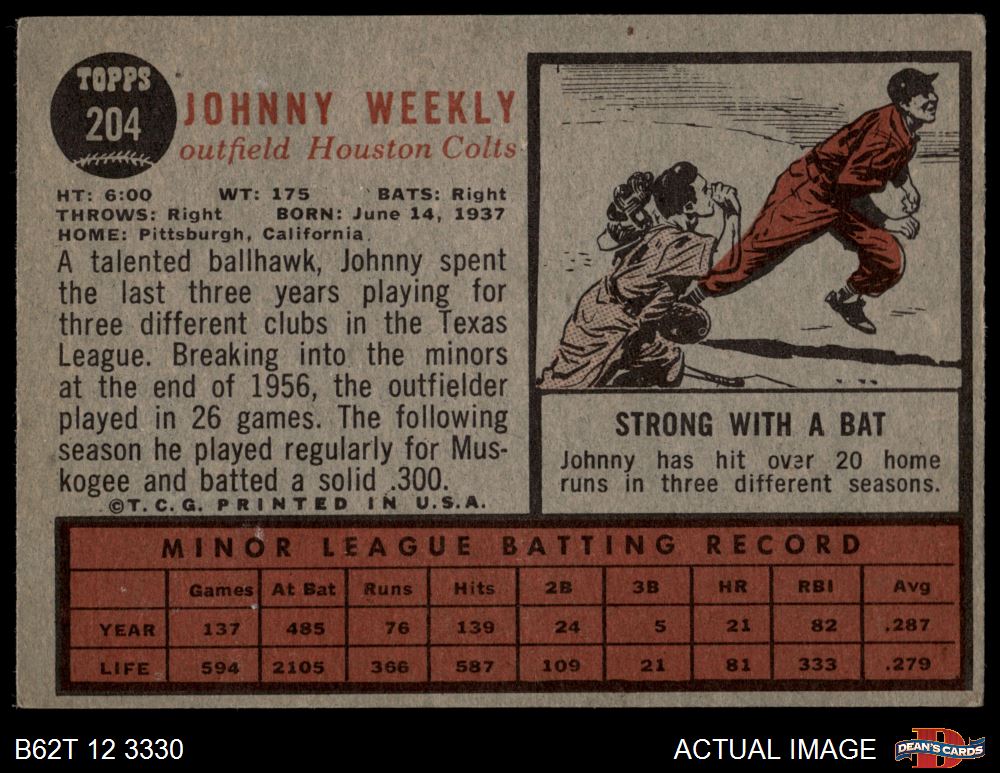 TOPPS
204
JOHNNY WEEKLY
outfield Houston Colts
HT: 6:00 WT: 175 BATS: Right
THROWS: Right BORN: June 14, 1937
HOME: Pittsburgh, California
A talented ballhawk, Johnny spent
the last three years playing for
three different clubs in the Texas
League. Breaking into the minors
at the end of 1956, the outfielder
played in 26 games. The following
season he played regularly for Mus-
kogee and batted a solid .300.
©T. C. G. PRINTED IN U.S.A.
STRONG WITH A BAT
Johnny has hit over 20 home
runs in three different seasons.
MINOR LEAGUE BATTING RECORD
Games At Bat Runs Hits 2B 3B HR RBI Avg
YEAR 137 485 76 139 24 5 21 82 .287
LIFE 594 2105 366 587 109 21 81 333 .279
B62T 12 3330
ACTUAL IMAGE
D
DEAN'S CARDS